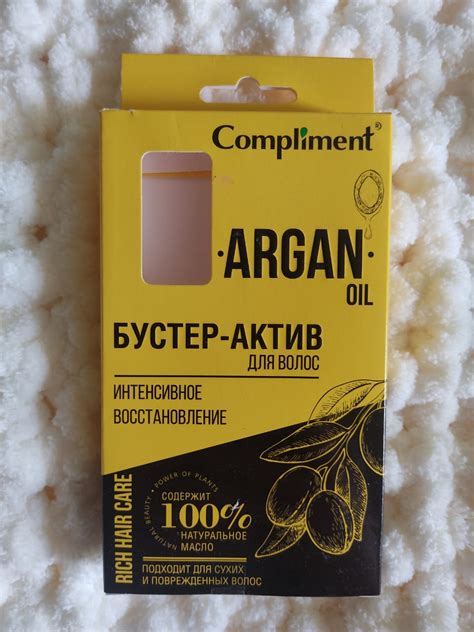 Compliment®
·ARGAN·
OIL
БУСТЕР-АКТИВ
ДЛЯ ВОЛОС
ИНТЕНСИВНОЕ
ВОССТАНОВЛЕНИЕ
RICH HAIR CARE
NATURAL BEAUTY • POWER OF PLANTS •
СОДЕРЖИТ
100%
НАТУРАЛЬНОЕ
МАСЛО
ПОДХОДИТ ДЛЯ СУХИХ
И ПОВРЕЖДЕННЫХ ВОЛОС